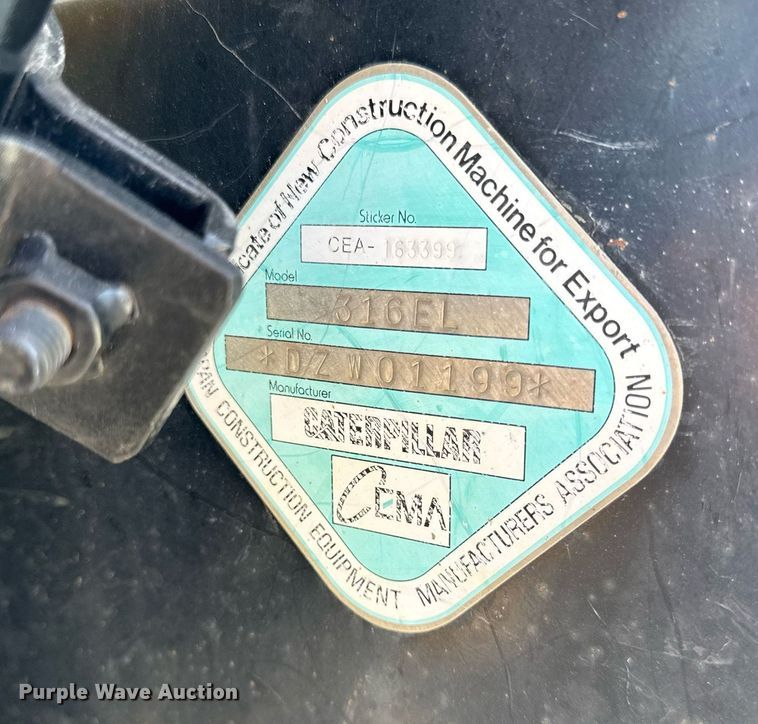 cate of New Construction Machine for Export
Sticker No.
CEA- 163399
Model
316EL
Serial No.
*DZW01199*
Manufacturer
CATERPILLAR
CEMA
PAN CONSTRUCTION EQUIPMENT MANUFACTURERS ASSOCIATION
Purple Wave Auction